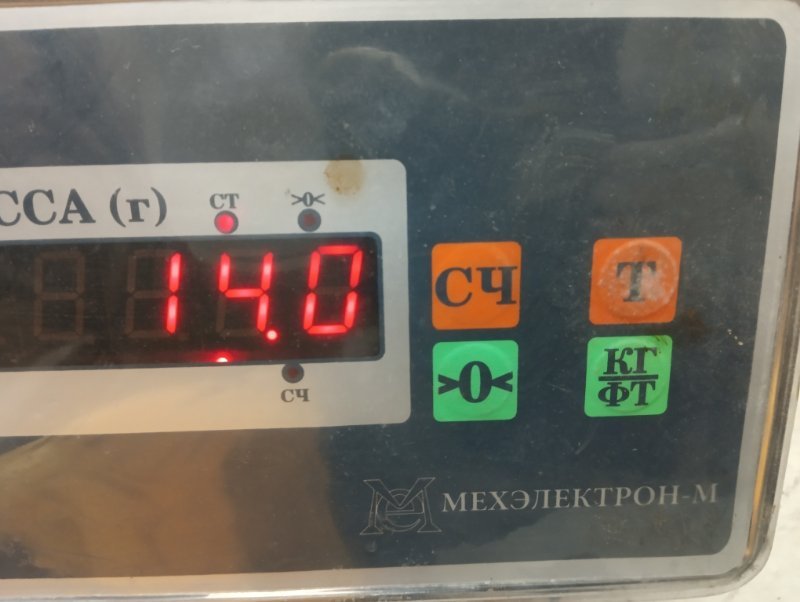 ССА (г)
СТ >0<
14.0
СЧ
СЧ Т
>0< КГ
ФТ
МЕХЭЛЕКТРОН-М